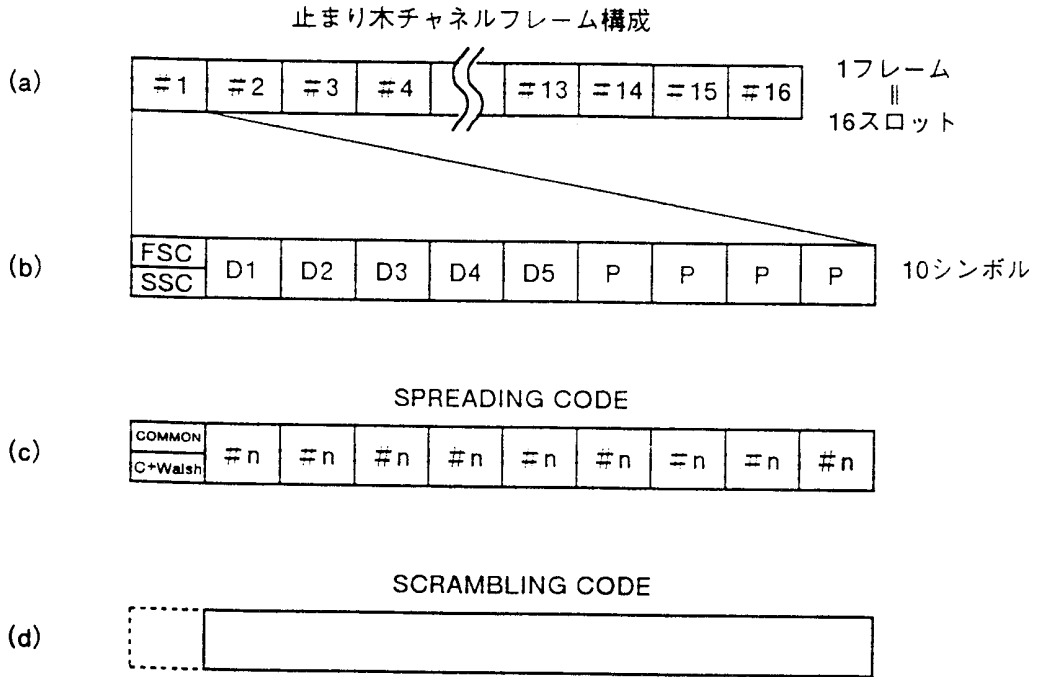 止まり木チャネルフレーム構成
(a)
#1 #2 #3 #4 #13 #14 #15 #16
1フレーム
||
16スロット
(b)
FSC
SSC
D1 D2 D3 D4 D5 P P P P
10シンボル
SPREADING CODE
(c)
COMMON
C+Walsh
#n #n #n #n #n #n #n #n #n
SCRAMBLING CODE
(d)